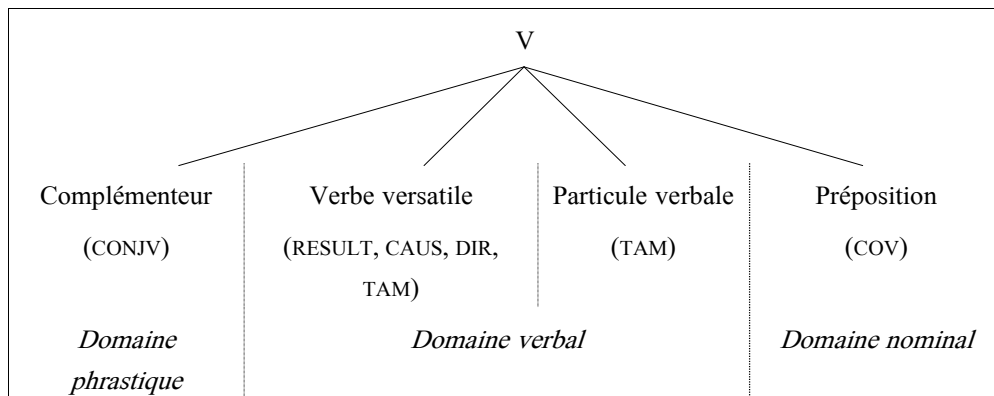 V
Complémenteur Verbe versatile Particule verbale Préposition
(CONJV) (RESULT, CAUS, DIR, (TAM) (COV)
TAM)
Domaine Domaine verbal Domaine nominal
phrastique